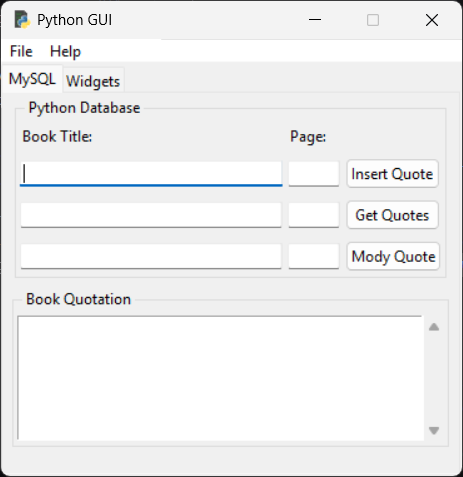 Python GUI
File Help
MySQL Widgets
Python Database
Book Title: Page:
Insert Quote
Get Quotes
Mody Quote
Book Quotation